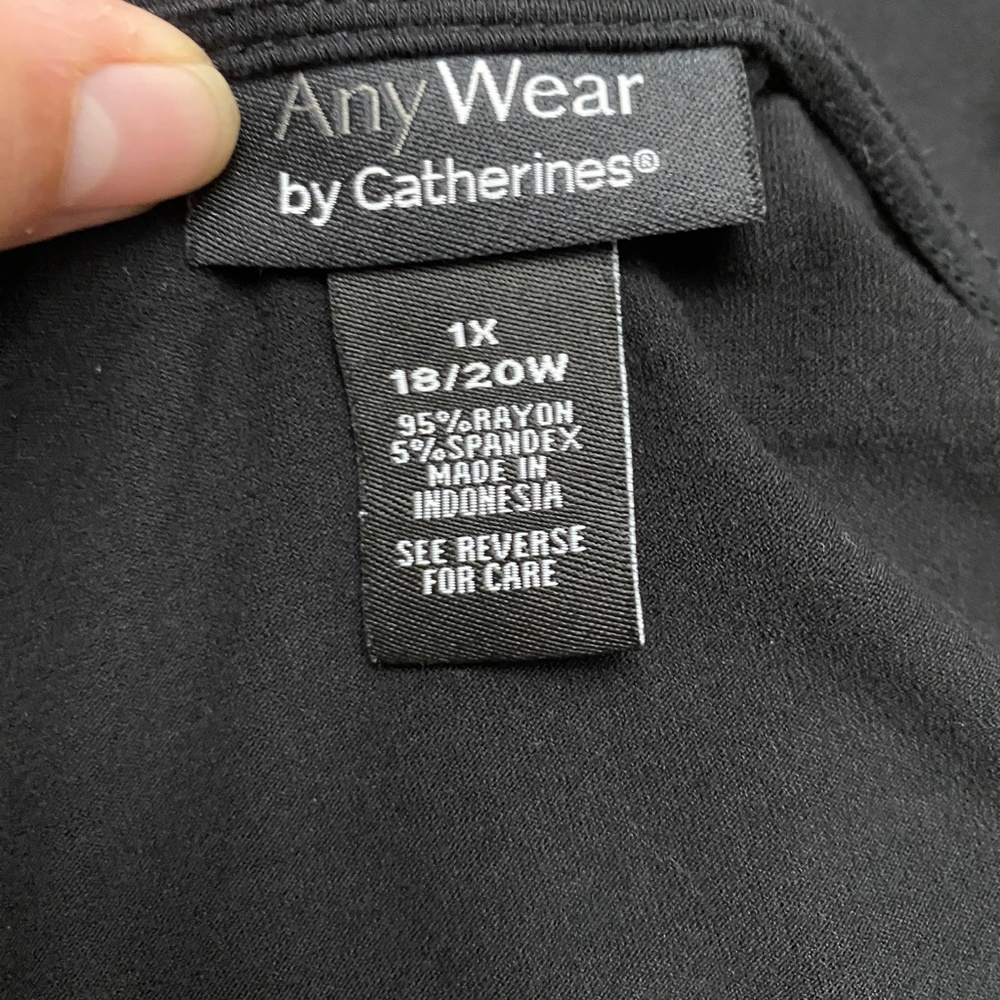 Any Wear
by Catherines®
1X
18/20W
95%RAYON
5%SPANDEX
MADE IN
INDONESIA
SEE REVERSE
FOR CARE